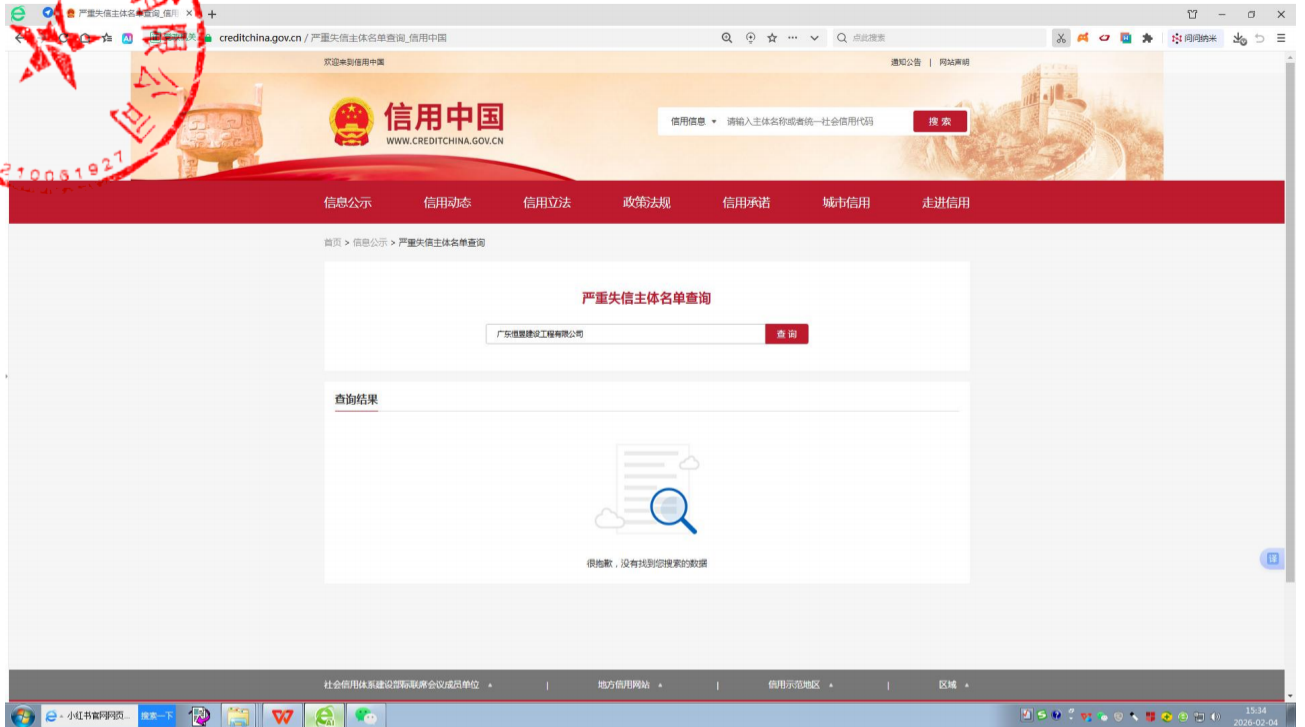 严重失信主体名单查询_信用
creditchina.gov.cn / 严重失信主体名单查询_信用中国
点此搜索
问问纳米
欢迎来到信用中国
通知公告 | 网站声明
信用中国
WWW.CREDITCHINA.GOV.CN
信用信息
请输入主体名称或者统一社会信用代码
搜索
公司
210061927
信息公示 信用动态 信用立法 政策法规 信用承诺 城市信用 走进信用
首页 > 信息公示 > 严重失信主体名单查询
严重失信主体名单查询
广东恒昱建设工程有限公司
查询
查询结果
很抱歉，没有找到您搜索的数据
社会信用体系建设部际联席会议成员单位 | 地方信用网站 | 信用示范地区 | 区域
小红书官网网页...
搜索一下
15:34
2026-02-04